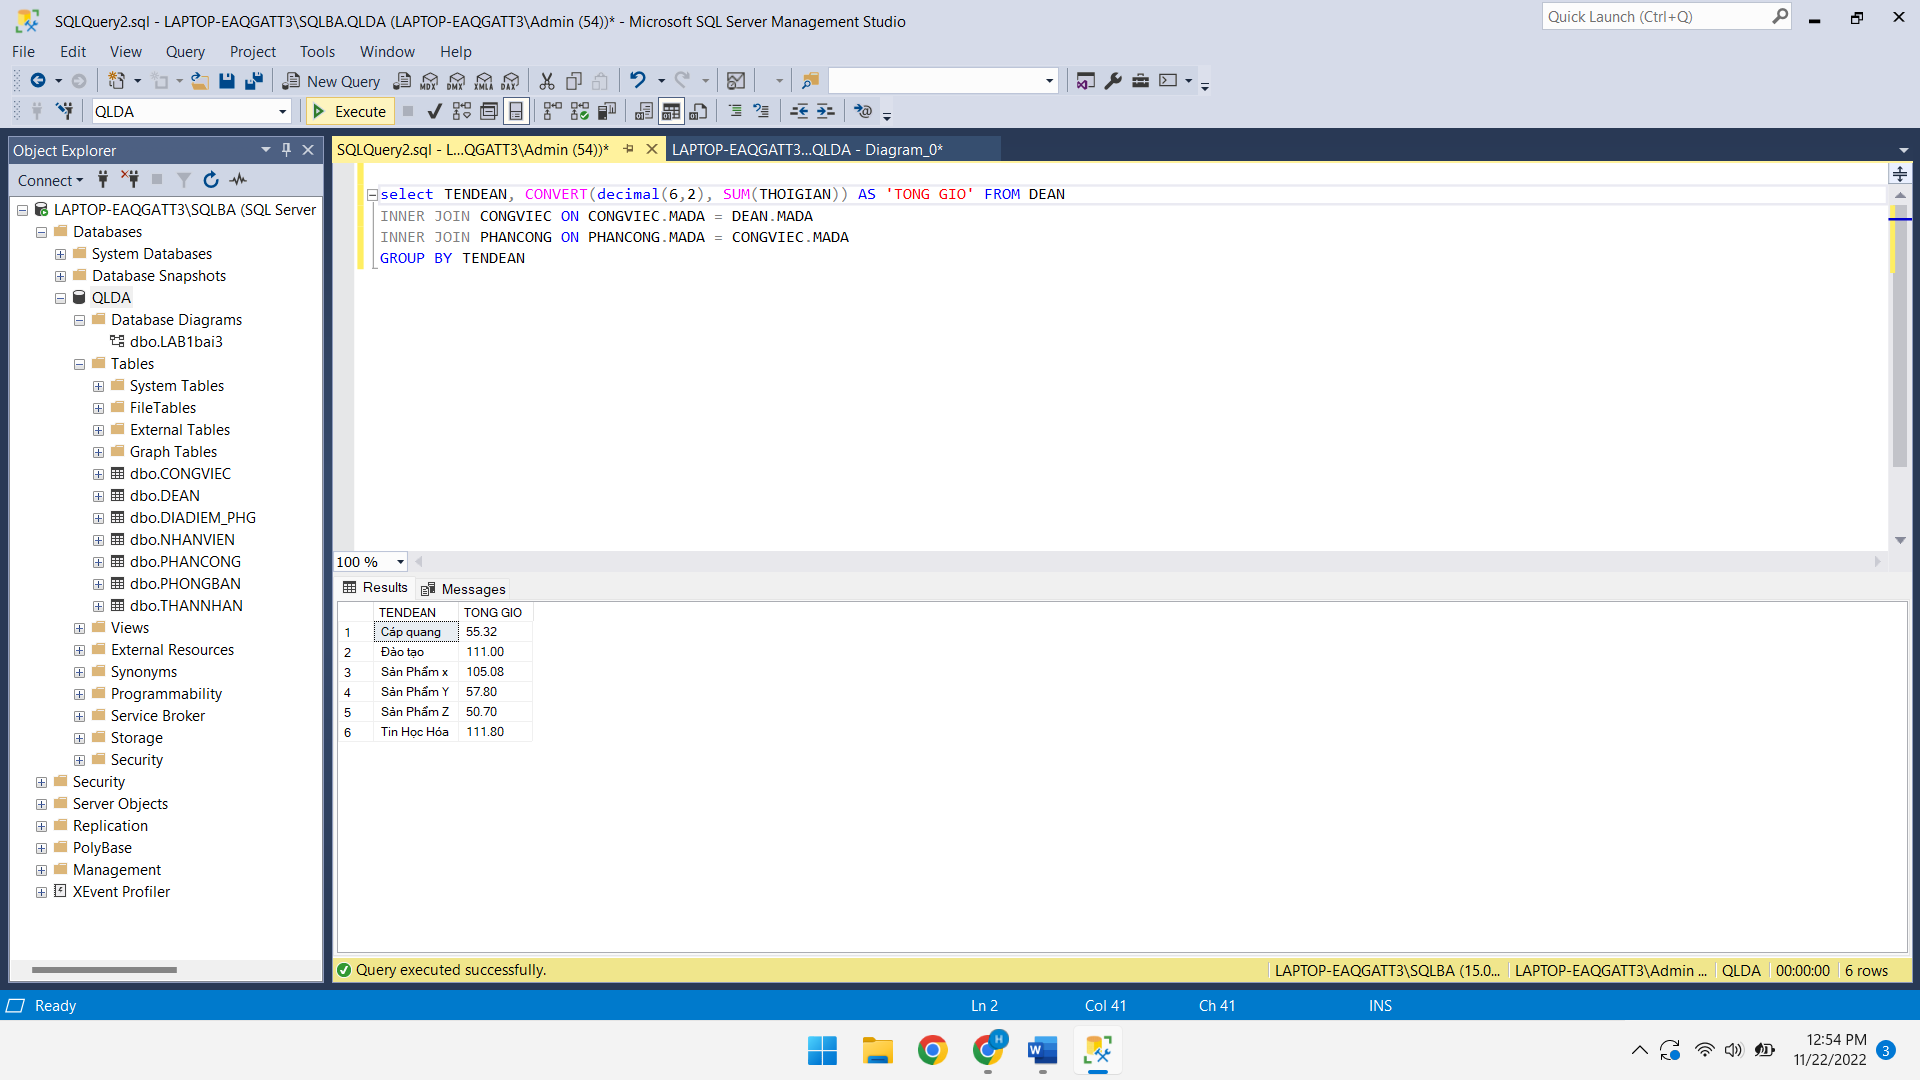 SQLQuery2.sql - LAPTOP-EAQGATT3\SQLBA.QLDA (LAPTOP-EAQGATT3\Admin (54))* - Microsoft SQL Server Management Studio
Quick Launch (Ctrl+Q)
File Edit View Query Project Tools Window Help
New Query MDX DMX XMLA DAX
QLDA Execute
Object Explorer
Connect
LAPTOP-EAQGATT3\SQLBA (SQL Server
Databases
System Databases
Database Snapshots
QLDA
Database Diagrams
dbo.LAB1bai3
Tables
System Tables
FileTables
External Tables
Graph Tables
dbo.CONGVIEC
dbo.DEAN
dbo.DIADIEM_PHG
dbo.NHANVIEN
dbo.PHANCONG
dbo.PHONGBAN
dbo.THANNHAN
Views
External Resources
Synonyms
Programmability
Service Broker
Storage
Security
Security
Server Objects
Replication
PolyBase
Management
XEvent Profiler
SQLQuery2.sql - L...QGATT3\Admin (54))* LAPTOP-EAQGATT3...QLDA - Diagram_0*
select TENDEAN, CONVERT(decimal(6,2), SUM(THOIGIAN)) AS 'TONG GIO' FROM DEAN
INNER JOIN CONGVIEC ON CONGVIEC.MADA = DEAN.MADA
INNER JOIN PHANCONG ON PHANCONG.MADA = CONGVIEC.MADA
GROUP BY TENDEAN
100 %
Results Messages
TENDEAN TONG GIO
1 Cáp quang 55.32
2 Đào tạo 111.00
3 Sản Phẩm x 105.08
4 Sản Phẩm Y 57.80
5 Sản Phẩm Z 50.70
6 Tin Học Hóa 111.80
Query executed successfully. LAPTOP-EAQGATT3\SQLBA (15.0... LAPTOP-EAQGATT3\Admin ... QLDA 00:00:00 6 rows
Ready Ln 2 Col 41 Ch 41 INS
H
W
12:54 PM
11/22/2022
3